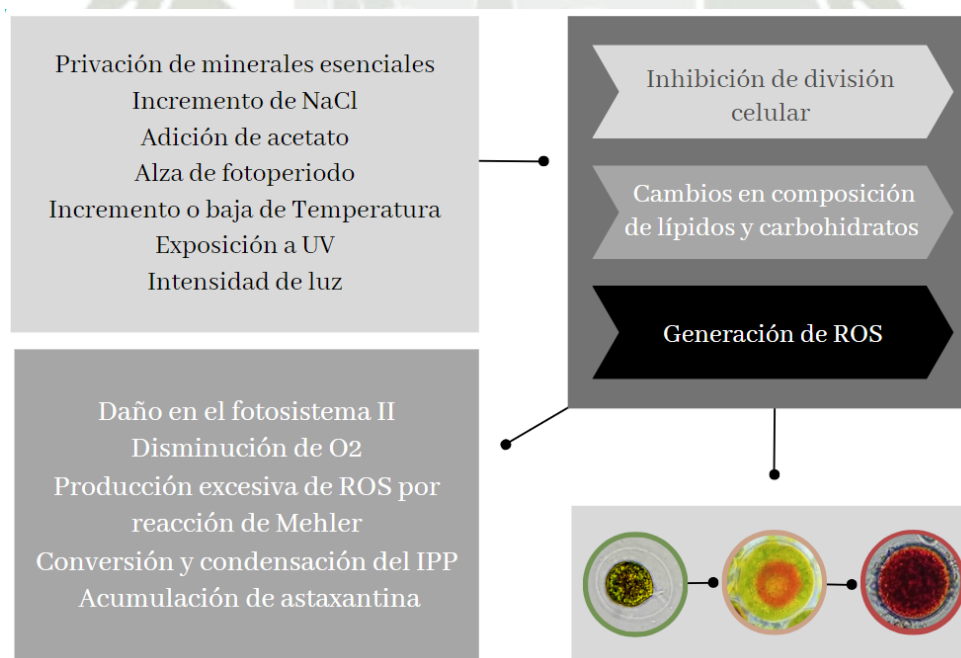 Privación de minerales esenciales
Incremento de NaCl
Adición de acetato
Alza de fotoperiodo
Incremento o baja de Temperatura
Exposición a UV
Intensidad de luz
Inhibición de división
celular
Cambios en composición
de lípidos y carbohidratos
Generación de ROS
Daño en el fotosistema II
Disminución de O2
Producción excesiva de ROS por
reacción de Mehler
Conversión y condensación del IPP
Acumulación de astaxantina